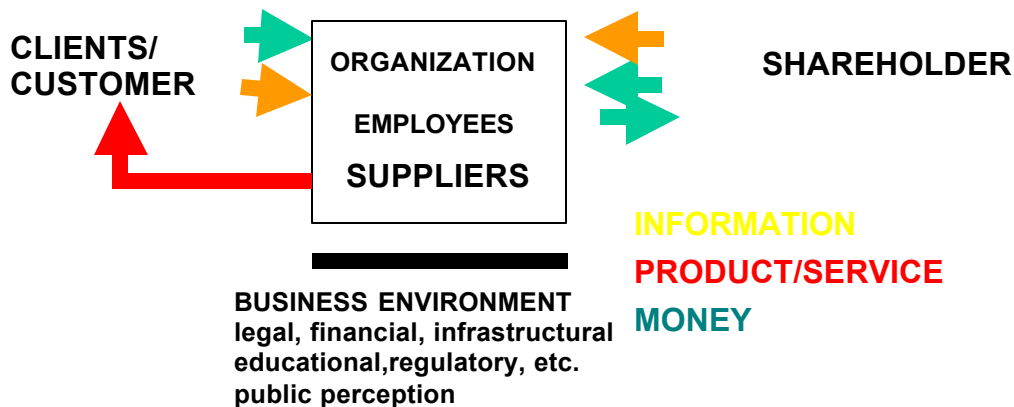 CLIENTS/
CUSTOMER
ORGANIZATION
EMPLOYEES
SUPPLIERS
SHAREHOLDER
INFORMATION
PRODUCT/SERVICE
MONEY
BUSINESS ENVIRONMENT
legal, financial, infrastructural
educational,regulatory, etc.
public perception